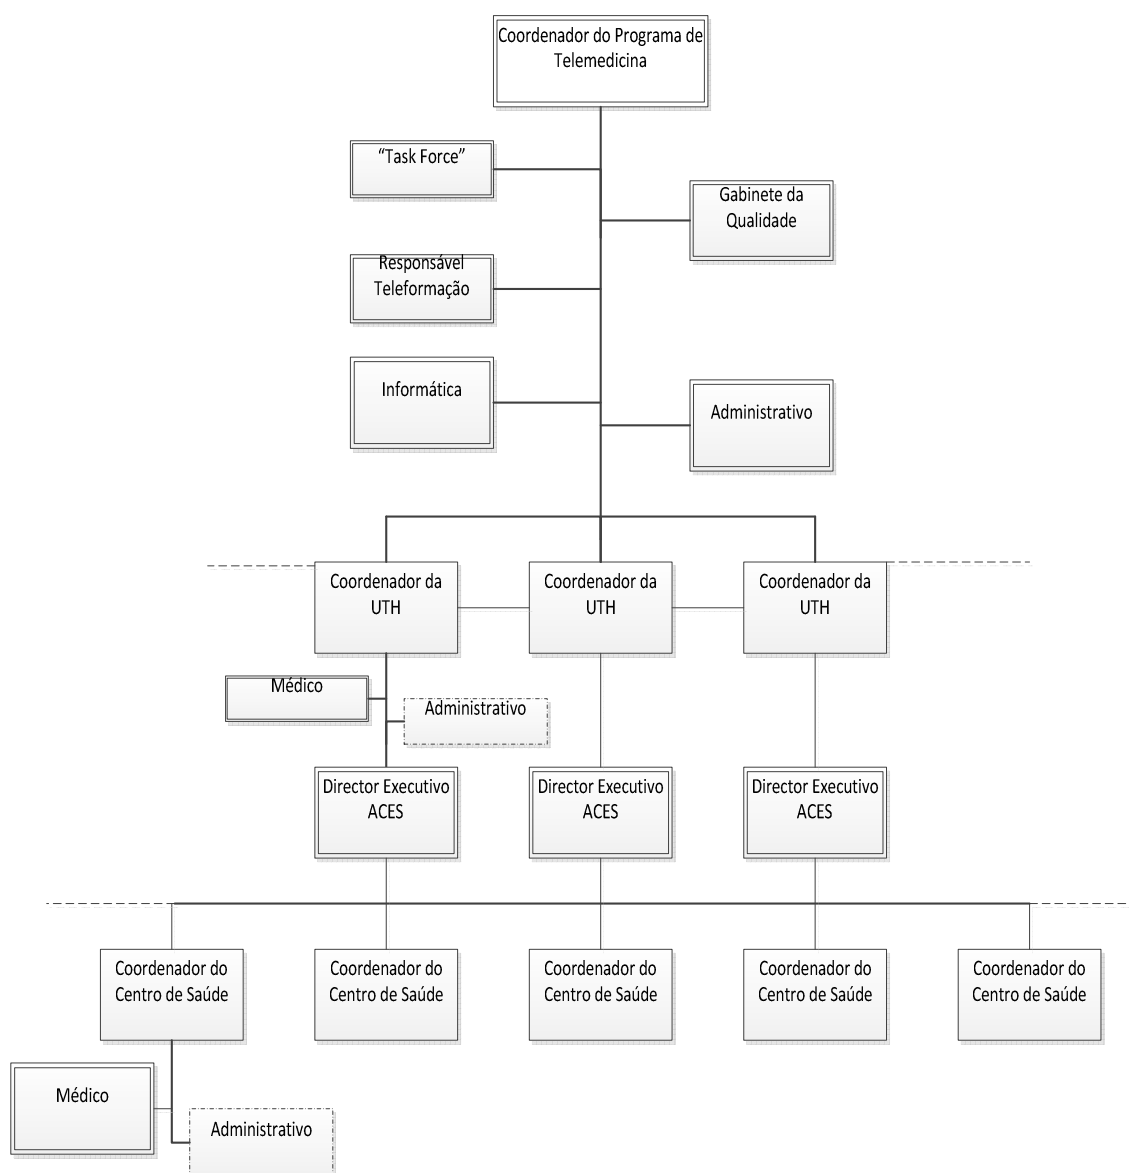 Coordenador do Programa de
Telemedicina
“Task Force”
Gabinete da
Qualidade
Responsável
Teleformação
Informática
Administrativo
Coordenador da
UTH
Coordenador da
UTH
Coordenador da
UTH
Médico
Administrativo
Director Executivo
ACES
Director Executivo
ACES
Director Executivo
ACES
Coordenador do
Centro de Saúde
Coordenador do
Centro de Saúde
Coordenador do
Centro de Saúde
Coordenador do
Centro de Saúde
Coordenador do
Centro de Saúde
Médico
Administrativo